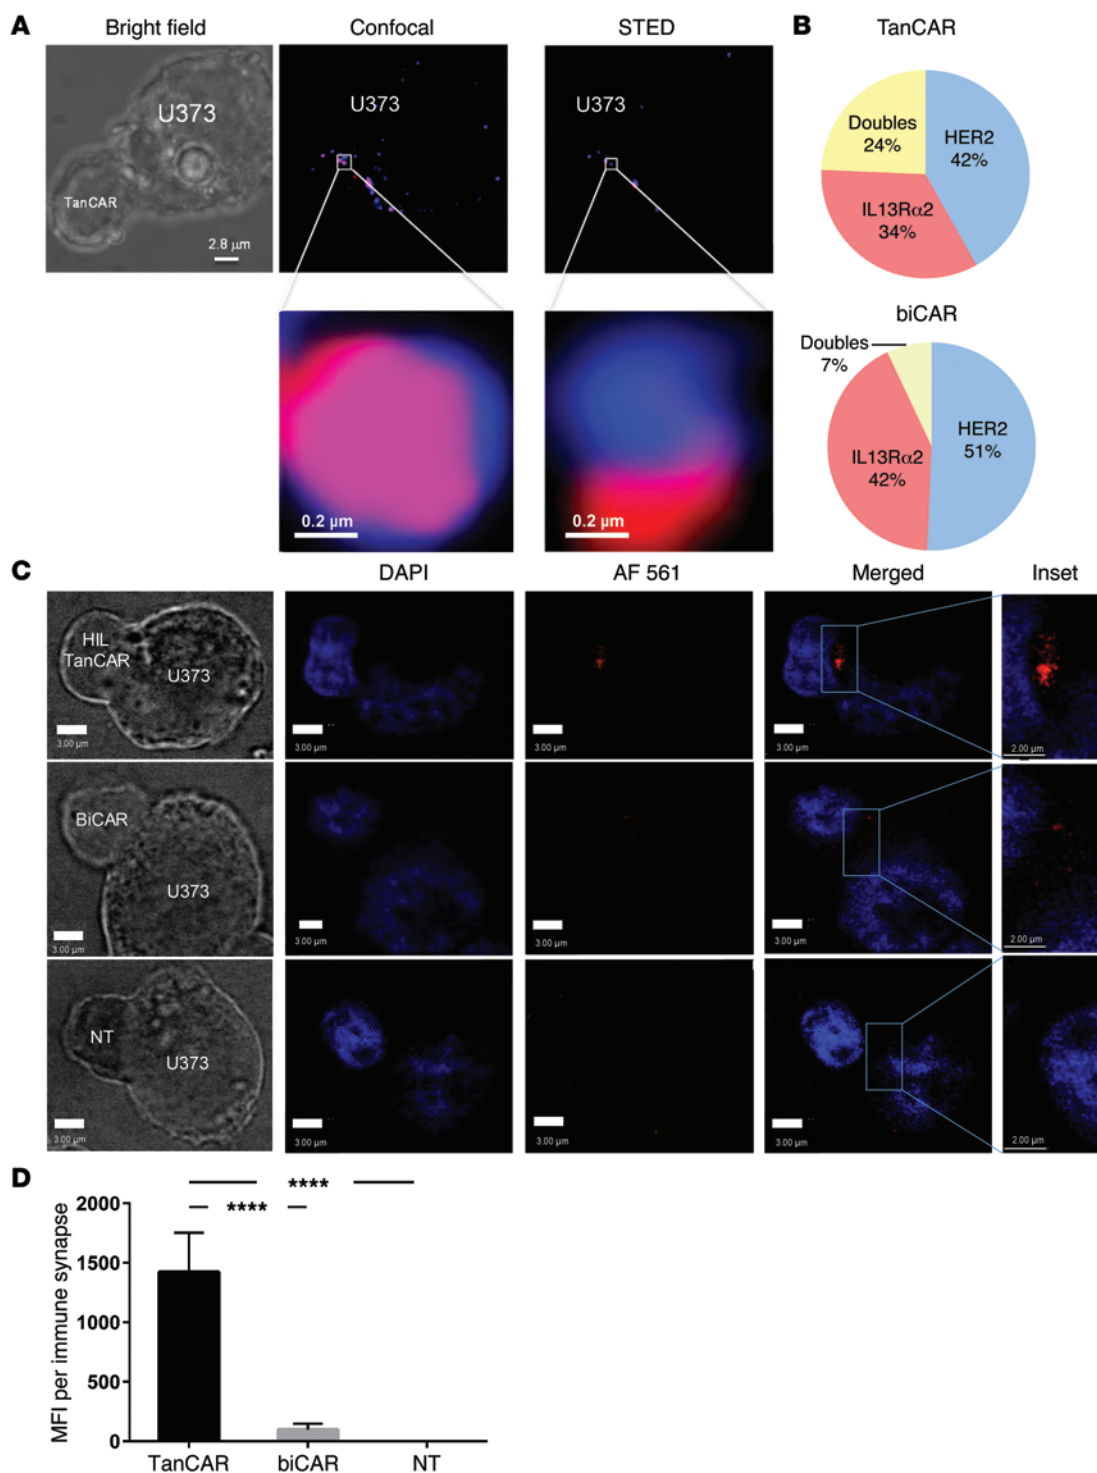 A
Bright field
Confocal
STED
B
TanCAR
U373
TanCAR
2.8 μm
U373
U373
Doubles
24%
HER2
42%
IL13Rα2
34%
0.2 μm
0.2 μm
biCAR
Doubles
7%
HER2
51%
IL13Rα2
42%
C
DAPI
AF 561
Merged
Inset
HIL
TanCAR
U373
3.00 μm
3.00 μm
3.00 μm
3.00 μm
2.00 μm
BiCAR
U373
3.00 μm
3.00 μm
3.00 μm
3.00 μm
2.00 μm
NT
U373
3.00 μm
3.00 μm
3.00 μm
3.00 μm
2.00 μm
D
****
****
MFI per immune synapse
2000
1500
1000
500
0
TanCAR
biCAR
NT